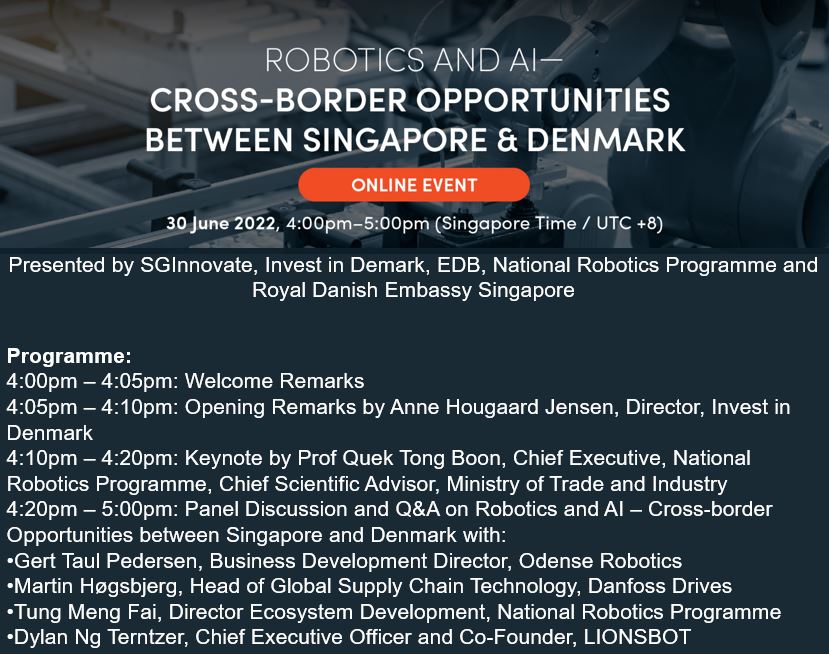 ROBOTICS AND AI—
CROSS-BORDER OPPORTUNITIES
BETWEEN SINGAPORE & DENMARK
ONLINE EVENT
30 June 2022, 4:00pm–5:00pm (Singapore Time / UTC +8)
Presented by SGInnovate, Invest in Demark, EDB, National Robotics Programme and
Royal Danish Embassy Singapore
Programme:
4:00pm – 4:05pm: Welcome Remarks
4:05pm – 4:10pm: Opening Remarks by Anne Hougaard Jensen, Director, Invest in
Denmark
4:10pm – 4:20pm: Keynote by Prof Quek Tong Boon, Chief Executive, National
Robotics Programme, Chief Scientific Advisor, Ministry of Trade and Industry
4:20pm – 5:00pm: Panel Discussion and Q&A on Robotics and AI – Cross-border
Opportunities between Singapore and Denmark with:
•Gert Taul Pedersen, Business Development Director, Odense Robotics
•Martin Høgsbjerg, Head of Global Supply Chain Technology, Danfoss Drives
•Tung Meng Fai, Director Ecosystem Development, National Robotics Programme
•Dylan Ng Terntzer, Chief Executive Officer and Co-Founder, LIONSBOT